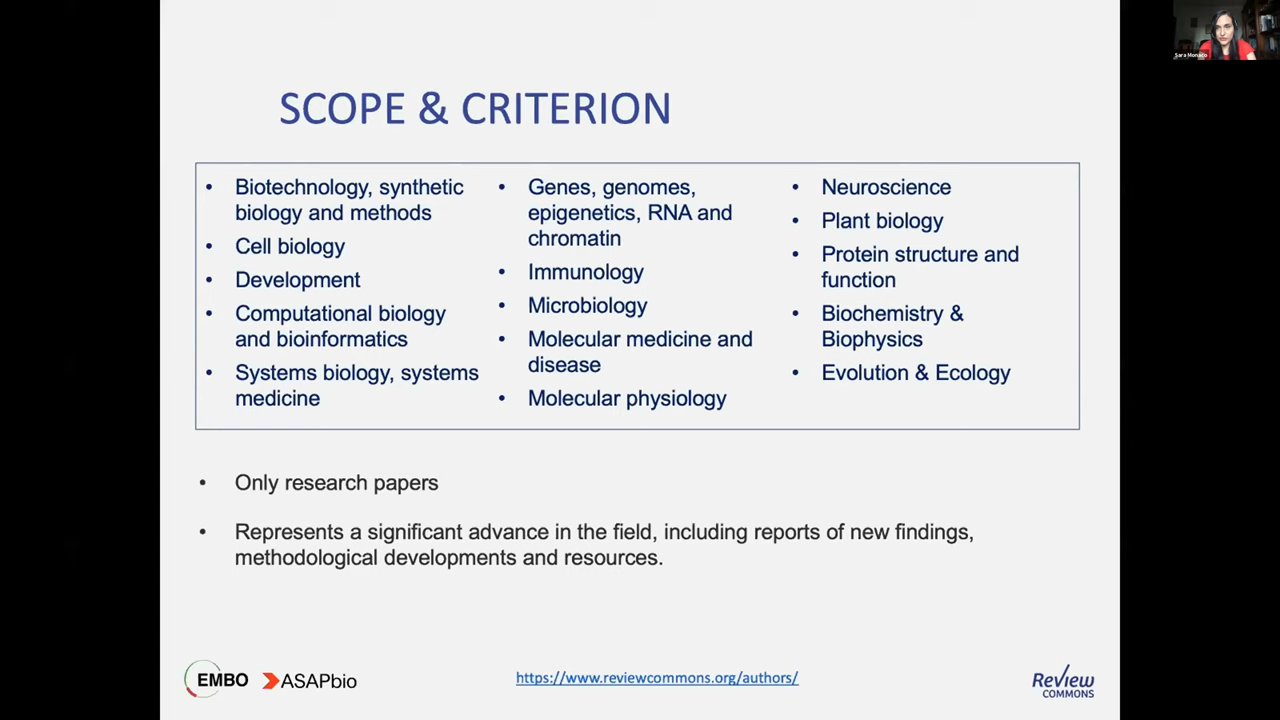 Sara Monaco
SCOPE & CRITERION
• Biotechnology, synthetic
biology and methods
• Cell biology
• Development
• Computational biology
and bioinformatics
• Systems biology, systems
medicine
• Genes, genomes,
epigenetics, RNA and
chromatin
• Immunology
• Microbiology
• Molecular medicine and
disease
• Molecular physiology
• Neuroscience
• Plant biology
• Protein structure and
function
• Biochemistry &
Biophysics
• Evolution & Ecology
• Only research papers
• Represents a significant advance in the field, including reports of new findings,
methodological developments and resources.
EMBO
ASAPbio
https://www.reviewcommons.org/authors/
Review
COMMONS